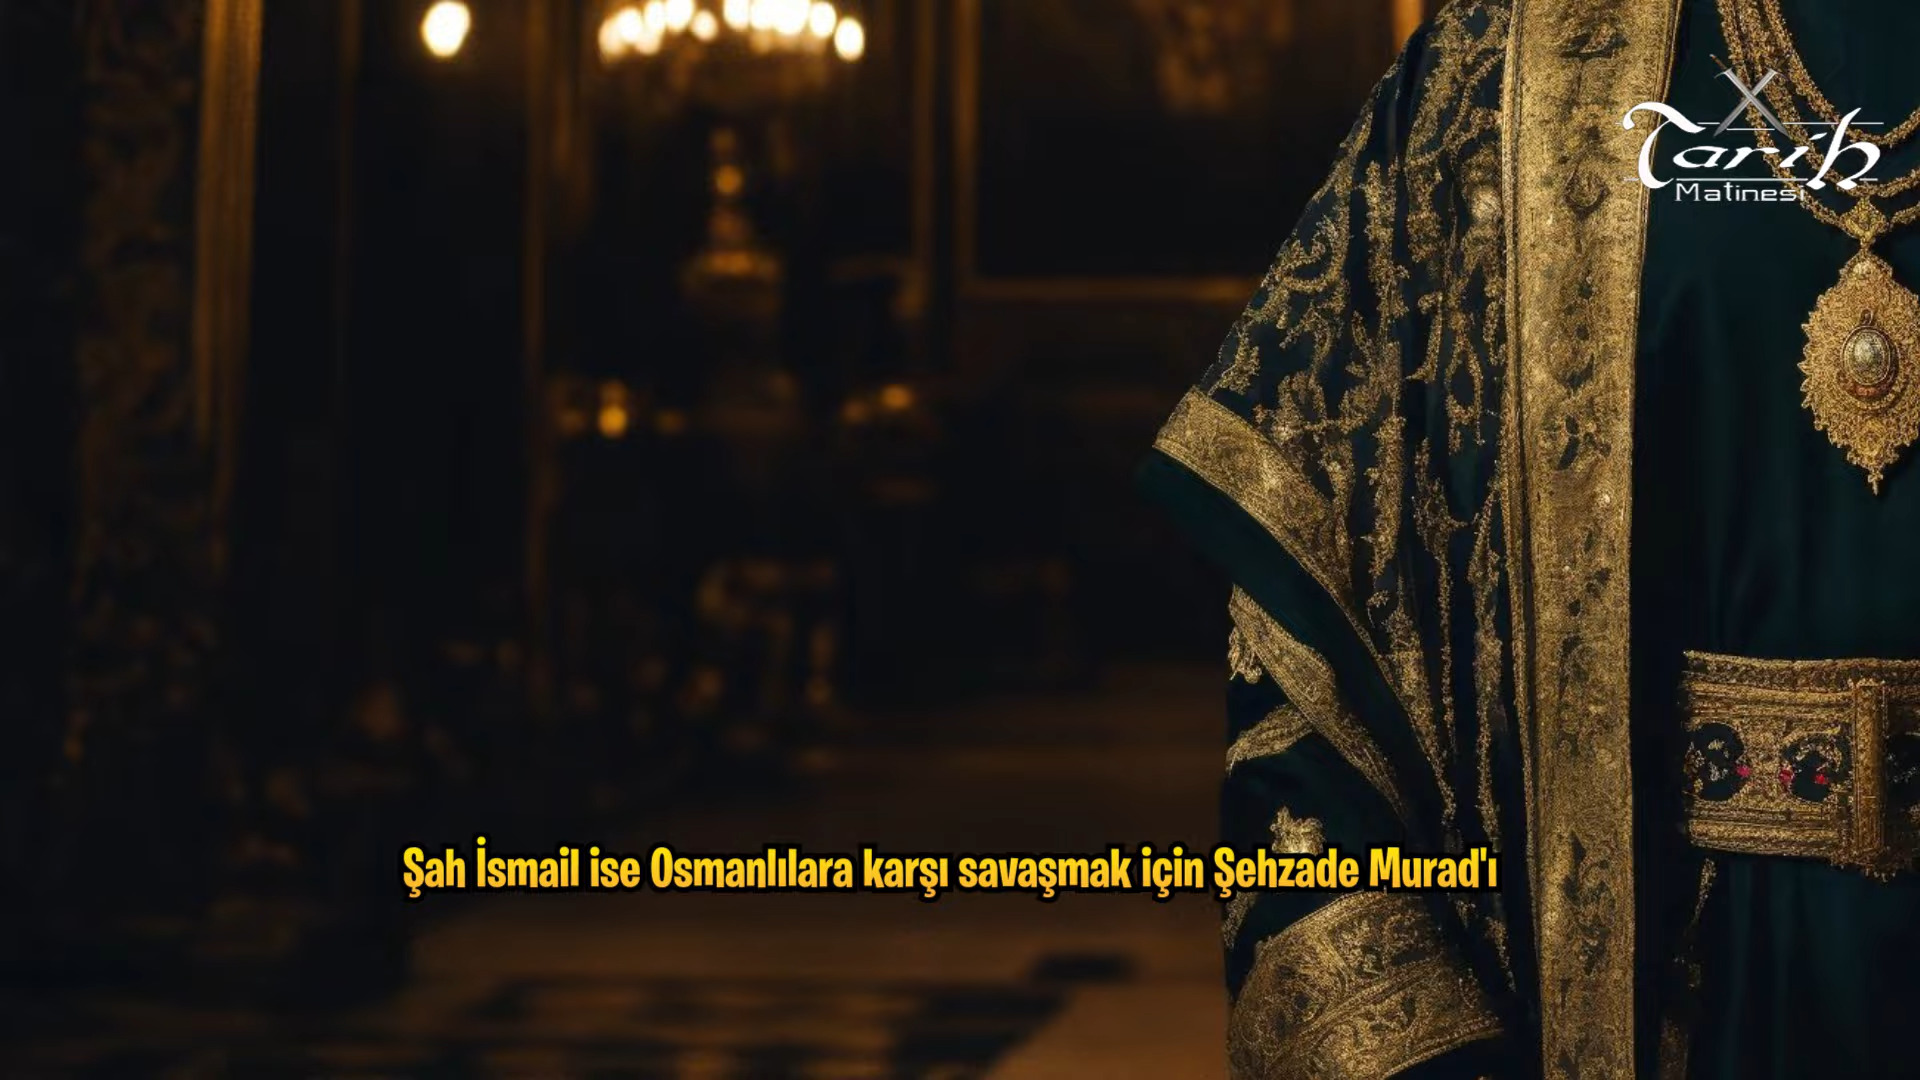 Tarih
Matinesi
Şah İsmail ise Osmanlılara karşı savaşmak için Şehzade Murad'ı